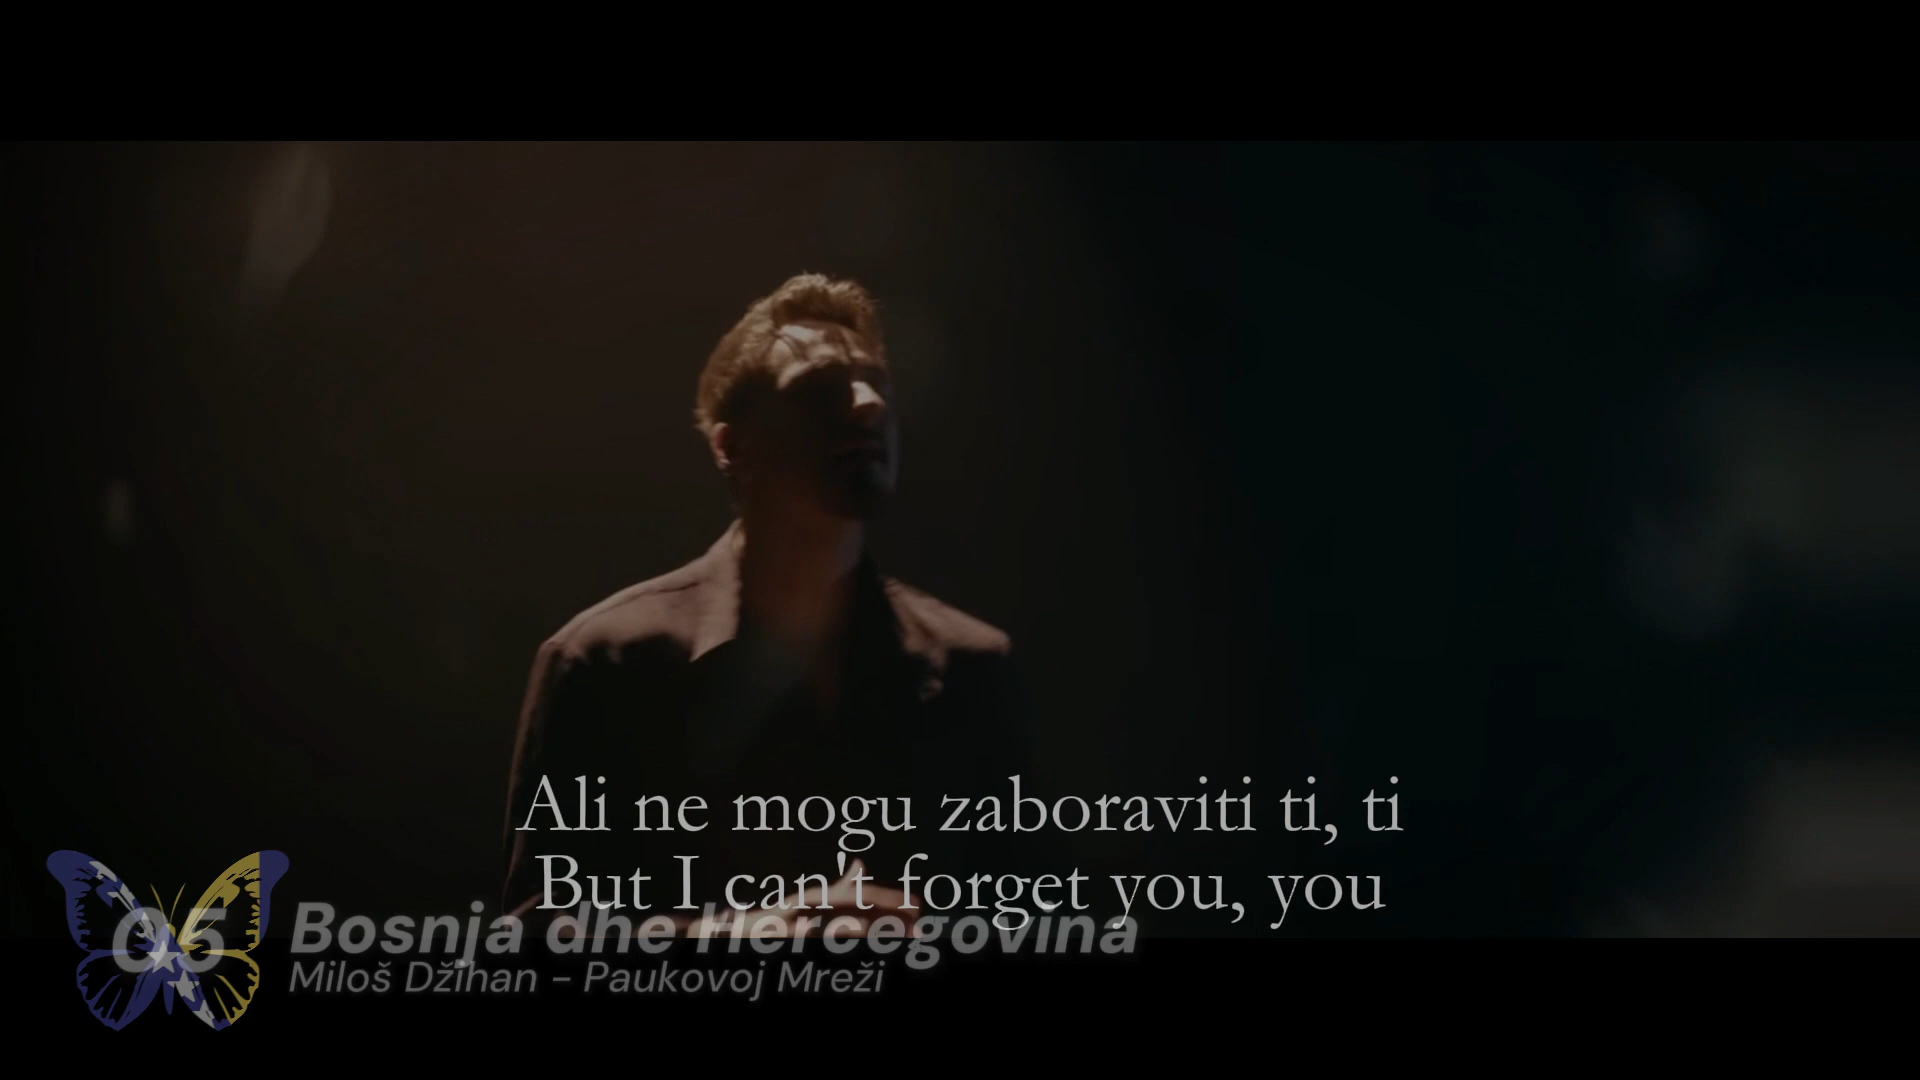 Ali ne mogu zaboraviti ti, ti
But I can't forget you, you
05 Bosnja dhe Hercegovina
Miloš Džihan – Paukovoj Mreži